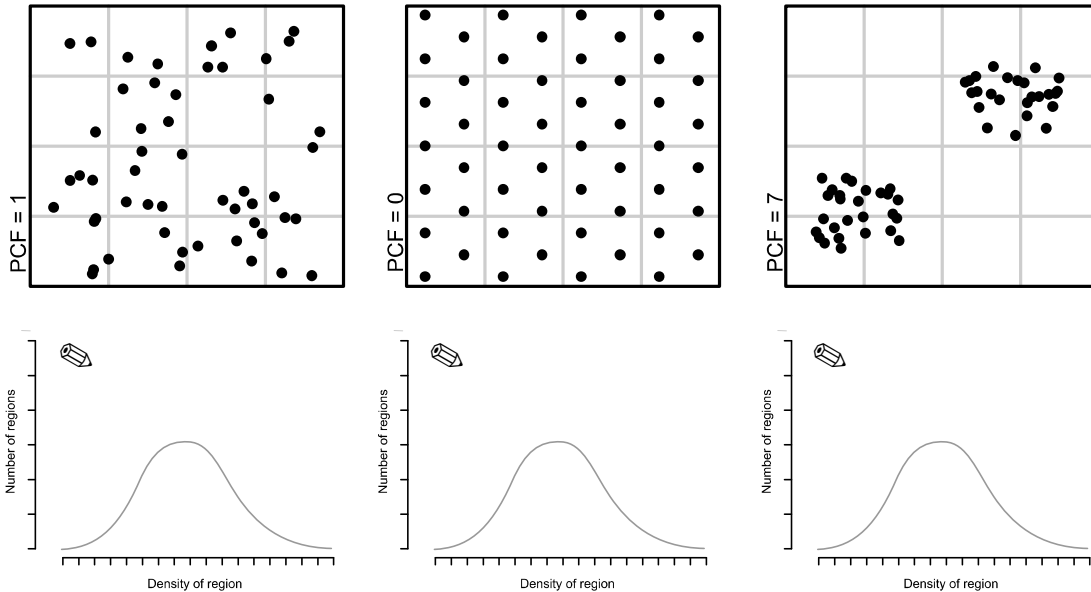 PCF = 1
PCF = 0
PCF = 7
Number of regions
Density of region
Number of regions
Density of region
Number of regions
Density of region